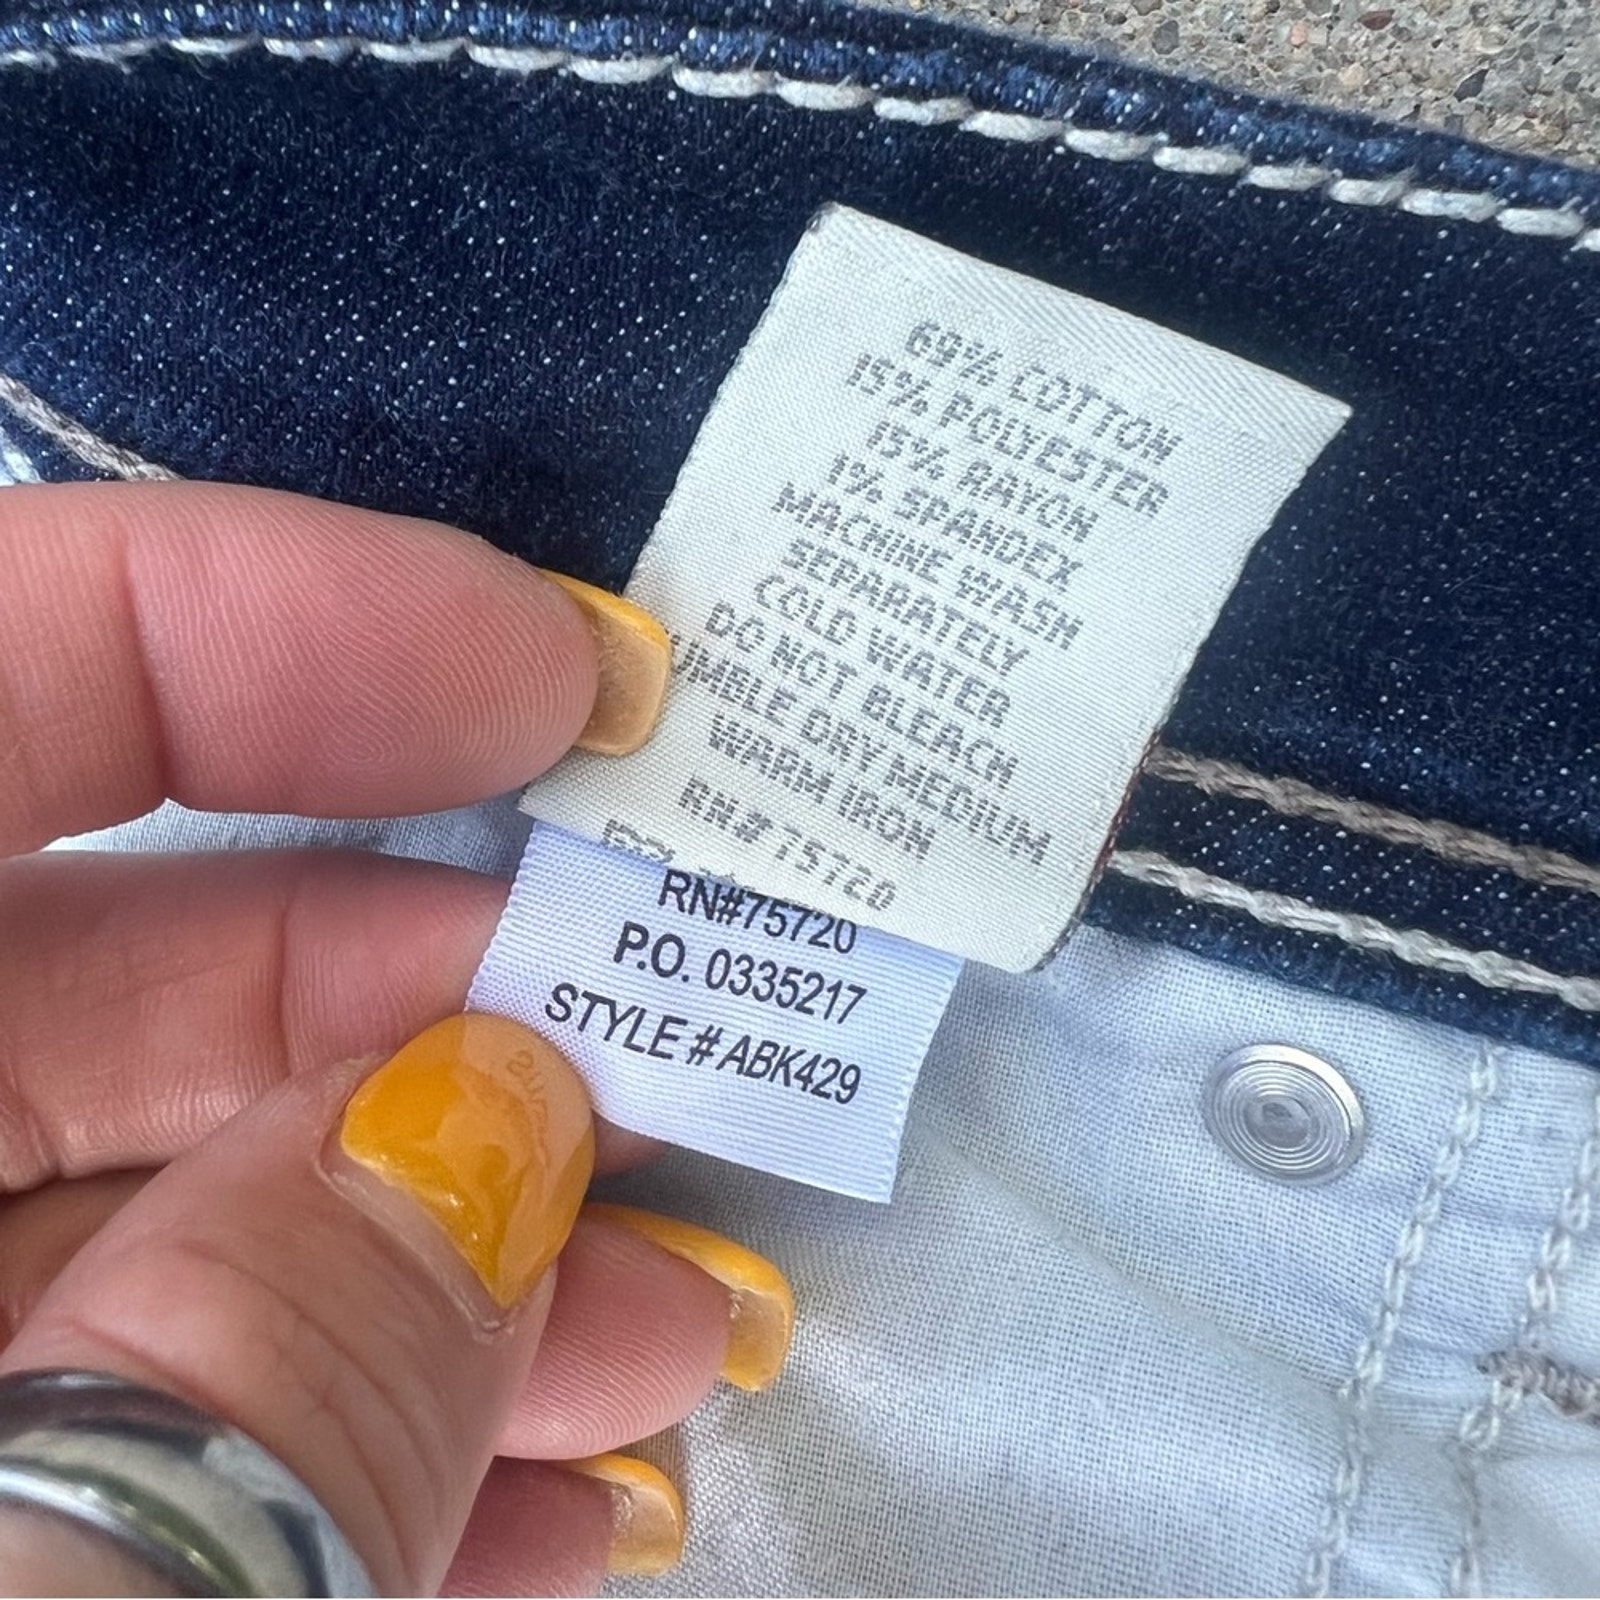 69% COTTON
15% POLYESTER
15% RAYON
1% SPANDEX
MACHINE WASH
SEPARATELY
COLD WATER
DO NOT BLEACH
UMBLE DRY MEDIUM
WARM IRON
RN# 75720
RN#75720
P.O. 0335217
STYLE # ABK429